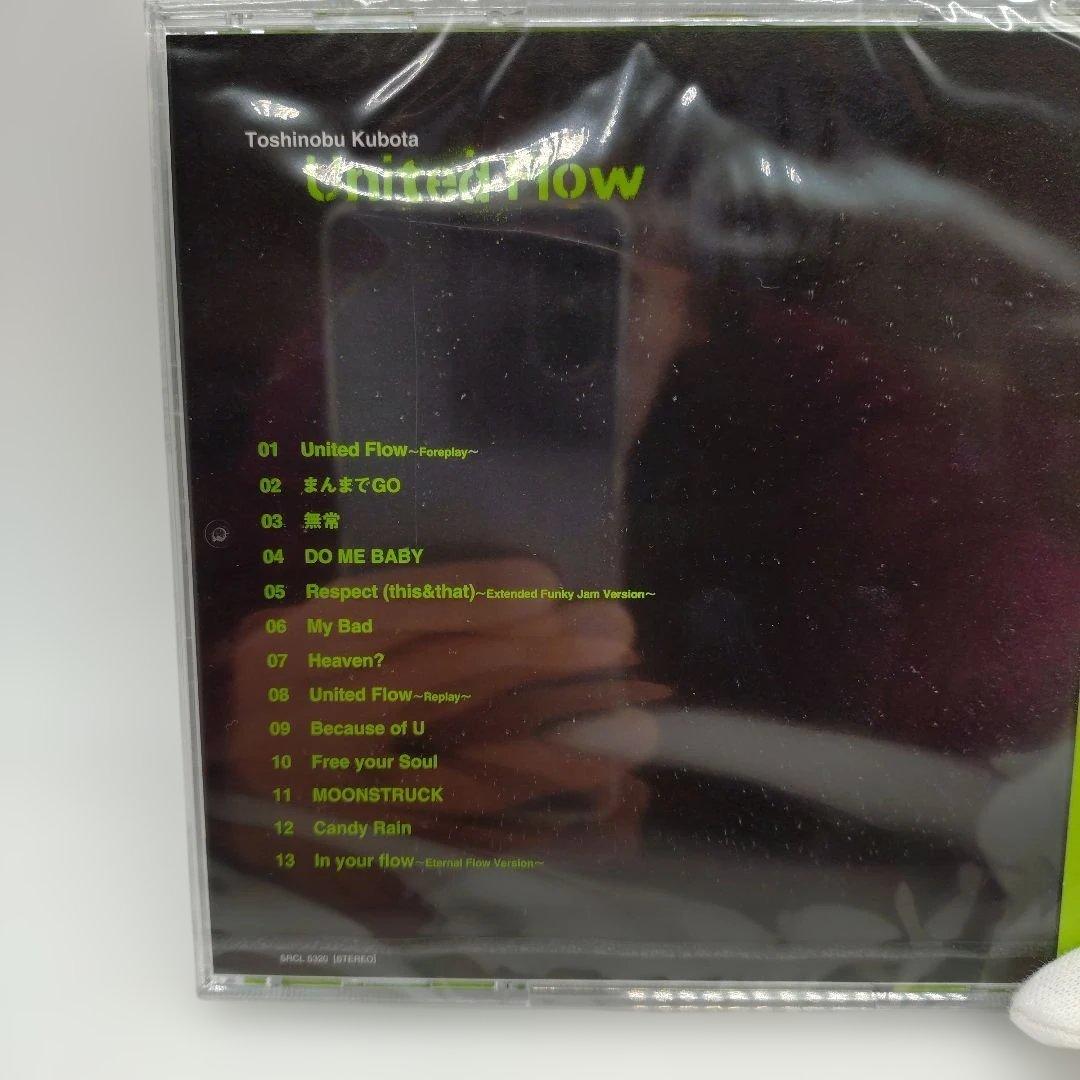 Toshinobu Kubota
United Flow
01 United Flow~Foreplay~
02 まんまでGO
03 無常
04 DO ME BABY
05 Respect (this&that)~Extended Funky Jam Version~
06 My Bad
07 Heaven?
08 United Flow~Replay~
09 Because of U
10 Free your Soul
11 MOONSTRUCK
12 Candy Rain
13 In your flow~Eternal Flow Version~
SRCL 5320 [STEREO]